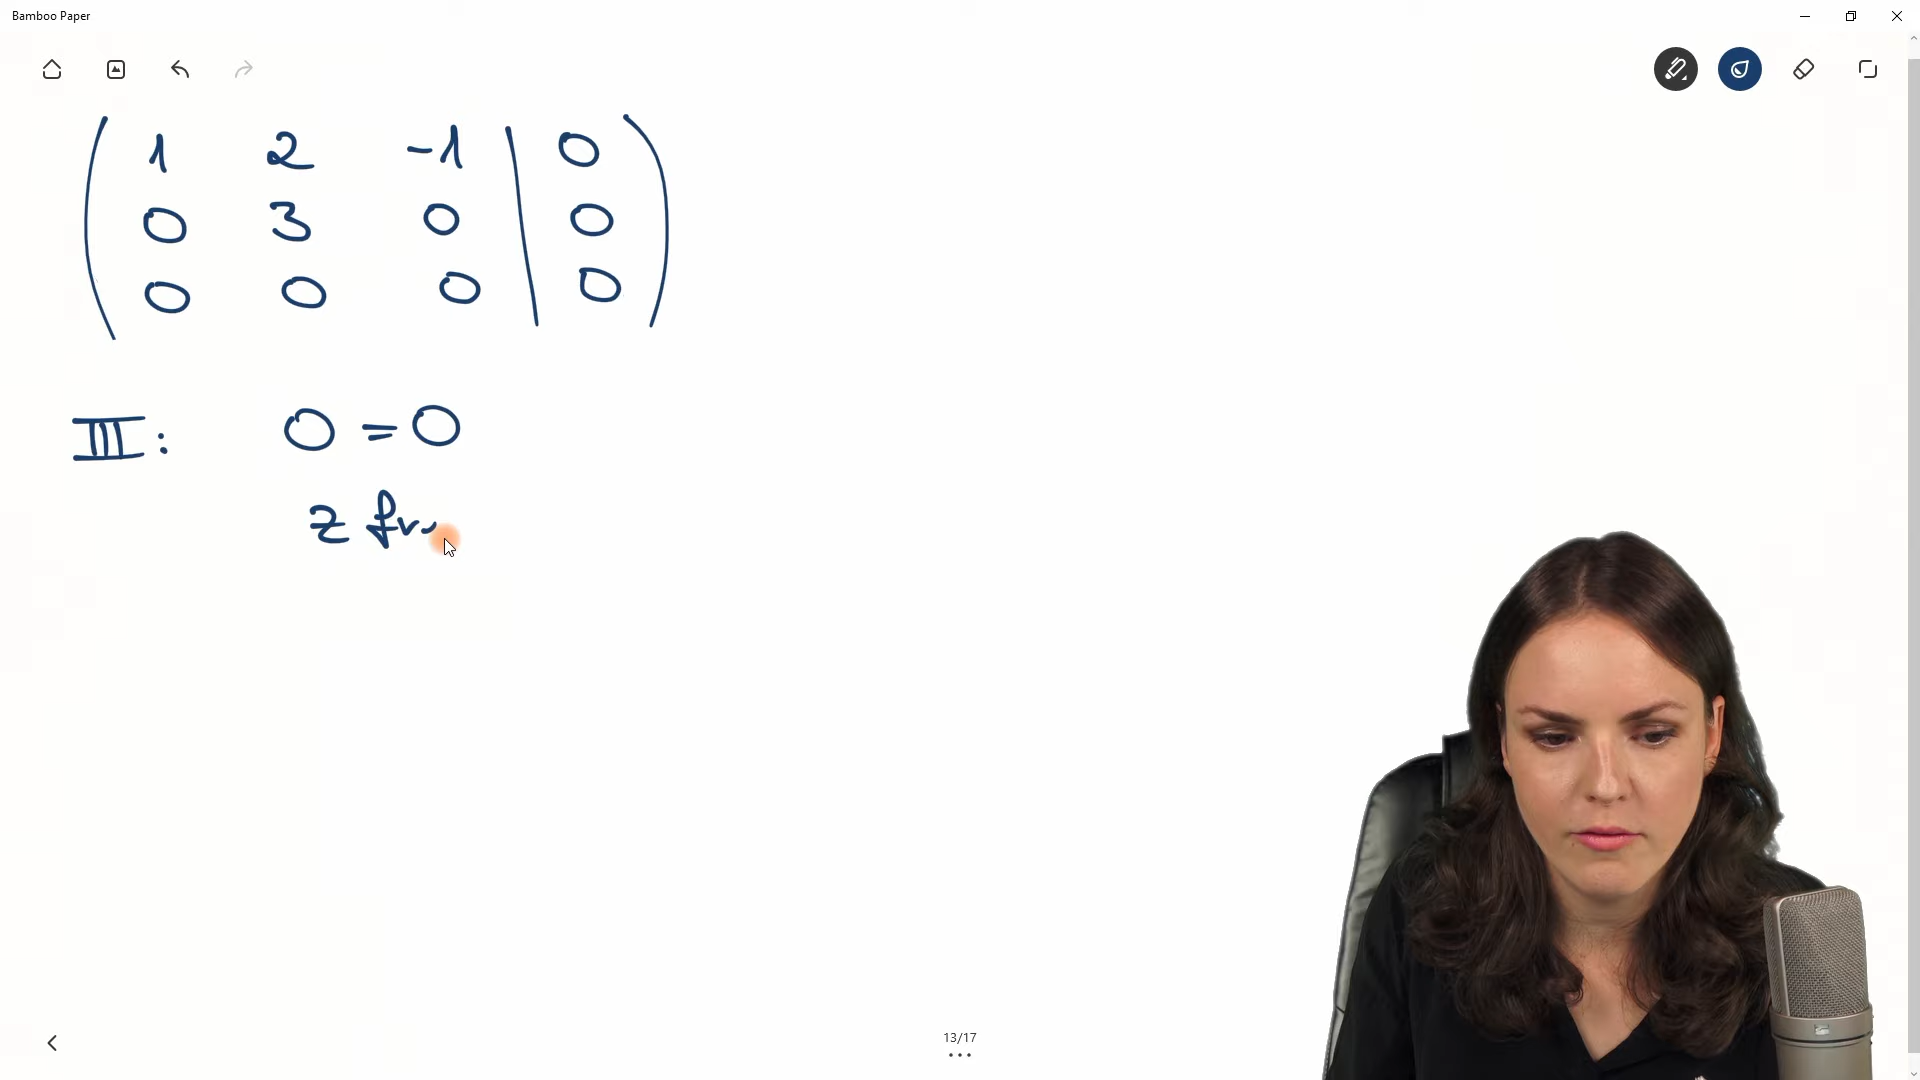 Bamboo Paper
1 2 -1 | 0
0 3 0 | 0
0 0 0 | 0
III: 0 = 0
z fr
13/17